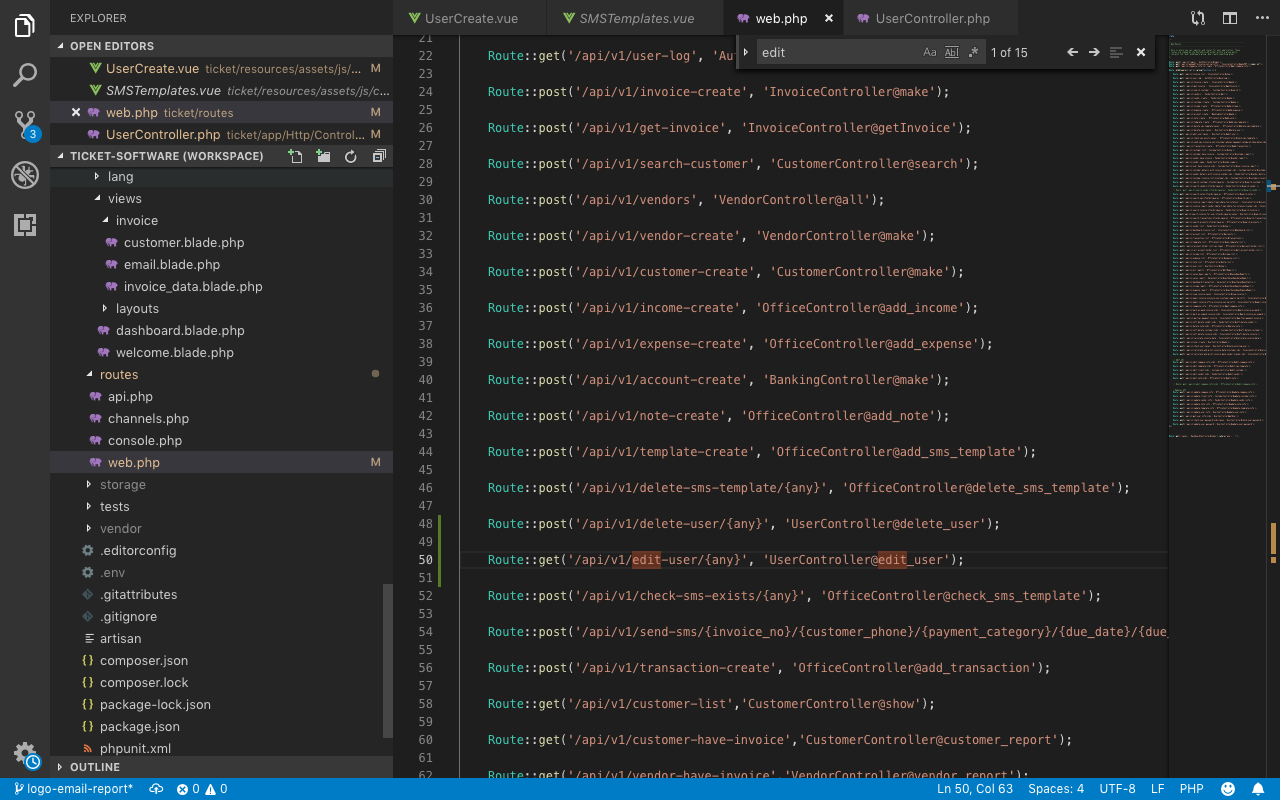 EXPLORER
OPEN EDITORS
UserCreate.vue ticket/resources/assets/js/... M
SMSTemplates.vue ticket/resources/assets/js/c...
web.php ticket/routes M
UserController.php ticket/app/Http/Control... M
TICKET-SOFTWARE (WORKSPACE)
lang
views
invoice
customer.blade.php
email.blade.php
invoice_data.blade.php
layouts
dashboard.blade.php
welcome.blade.php
routes
api.php
channels.php
console.php
web.php M
storage
tests
vendor
.editorconfig
.env
.gitattributes
.gitignore
artisan
composer.json
composer.lock
package-lock.json
package.json
phpunit.xml
OUTLINE
3
UserCreate.vue SMSTemplates.vue web.php UserController.php
edit Aa Abl .* 1 of 15
21
22 Route::get('/api/v1/user-log', 'Au
23
24 Route::post('/api/v1/invoice-create', 'InvoiceController@make');
25
26 Route::post('/api/v1/get-invoice', 'InvoiceController@getInvoice');
27
28 Route::post('/api/v1/search-customer', 'CustomerController@search');
29
30 Route::post('/api/v1/vendors', 'VendorController@all');
31
32 Route::post('/api/v1/vendor-create', 'VendorController@make');
33
34 Route::post('/api/v1/customer-create', 'CustomerController@make');
35
36 Route::post('/api/v1/income-create', 'OfficeController@add_income');
37
38 Route::post('/api/v1/expense-create', 'OfficeController@add_expense');
39
40 Route::post('/api/v1/account-create', 'BankingController@make');
41
42 Route::post('/api/v1/note-create', 'OfficeController@add_note');
43
44 Route::post('/api/v1/template-create', 'OfficeController@add_sms_template');
45
46 Route::post('/api/v1/delete-sms-template/{any}', 'OfficeController@delete_sms_template');
47
48 Route::post('/api/v1/delete-user/{any}', 'UserController@delete_user');
49
50 Route::get('/api/v1/edit-user/{any}', 'UserController@edit_user');
51
52 Route::post('/api/v1/check-sms-exists/{any}', 'OfficeController@check_sms_template');
53
54 Route::post('/api/v1/send-sms/{invoice_no}/{customer_phone}/{payment_category}/{due_date}/{due_
55
56 Route::post('/api/v1/transaction-create', 'OfficeController@add_transaction');
57
58 Route::get('/api/v1/customer-list','CustomerController@show');
59
60 Route::get('/api/v1/customer-have-invoice','CustomerController@customer_report');
61
62 Route::get('/api/v1/vendor-have-invoice','VendorController@vendor_report');
logo-email-report* 0 0 Ln 50, Col 63 Spaces: 4 UTF-8 LF PHP